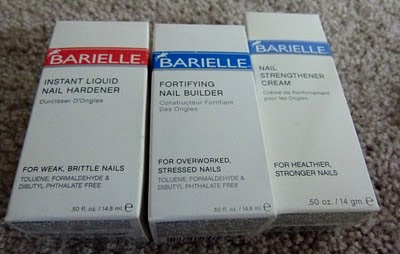 BARIELLE
INSTANT LIQUID
NAIL HARDENER
Durcisser D'Ongles
FOR WEAK, BRITTLE NAILS
TOLUENE, FORMALDEHYDE &
DIBUTYL PHTHALATE FREE
.50 fl. oz. / 14.8 ml ℮
BARIELLE
FORTIFYING
NAIL BUILDER
Constructeur Fortifiant
Des Ongles
FOR OVERWORKED,
STRESSED NAILS
TOLUENE, FORMALDEHYDE &
DIBUTYL PHTHALATE FREE
.50 fl. oz. / 14.8 ml ℮
BARIELLE
NAIL
STRENGTHENER
CREAM
Crème de Renforcement
pour les Ongles
FOR HEALTHIER,
STRONGER NAILS
.50 oz. / 14 gm. ℮